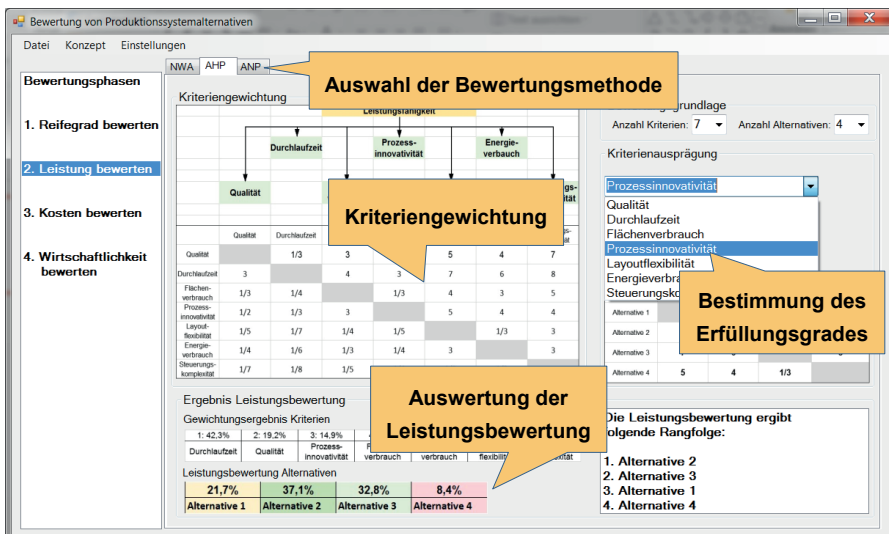 Bewertung von Produktionssystemalternativen
Datei Konzept Einstellungen
NWA AHP ANP
Auswahl der Bewertungsmethode
Bewertungsphasen
1. Reifegrad bewerten
2. Leistung bewerten
3. Kosten bewerten
4. Wirtschaftlichkeit
bewerten
Kriteriengewichtung
Leistungsfähigkeit
Durchlaufzeit Prozess- Energie-
innovativität verbrauch
Qualität
Kriteriengewichtung
Qualität Durchlaufzeit
Qualität 1/3 3 5 4 7
Durchlaufzeit 3 4 3 7 6 8
Flächen-
verbrauch 1/3 1/4 1/3 4 3 5
Prozess-
innovativität 1/2 1/3 3 5 4 4
Layout-
flexibilität 1/5 1/7 1/4 1/5 1/3 3
Energie-
verbrauch 1/4 1/6 1/3 1/4 3 3
Steuerungs-
komplexität 1/7 1/8 1/5
Anzahl Kriterien: 7 Anzahl Alternativen: 4
Kriterienausprägung
Prozessinnovativität
Qualität
Durchlaufzeit
Flächenverbrauch
Prozessinnovativität
Layoutflexibilität
Bestimmung des
Erfüllungsgrades
Alternative 1
Alternative 2
Alternative 3
Alternative 4 5 4 1/3
Ergebnis Leistungsbewertung
Gewichtungsergebnis Kriterien
1: 42,3% 2: 19,2% 3: 14,9%
Durchlaufzeit Qualität Prozess-
innovativität verbrauch verbrauch
Auswertung der
Leistungsbewertung
Leistungsbewertung Alternativen
21,7% 37,1% 32,8% 8,4%
Alternative 1 Alternative 2 Alternative 3 Alternative 4
Die Leistungsbewertung ergibt
folgende Rangfolge:
1. Alternative 2
2. Alternative 3
3. Alternative 1
4. Alternative 4